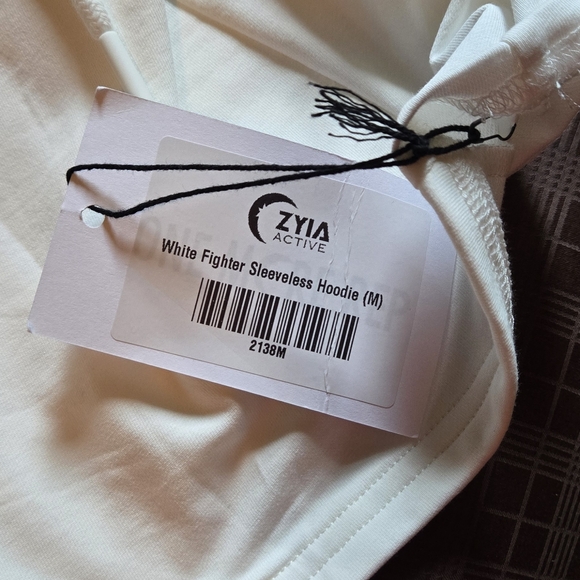 ZYIA
ACTIVE
White Fighter Sleeveless Hoodie (M)
2138M